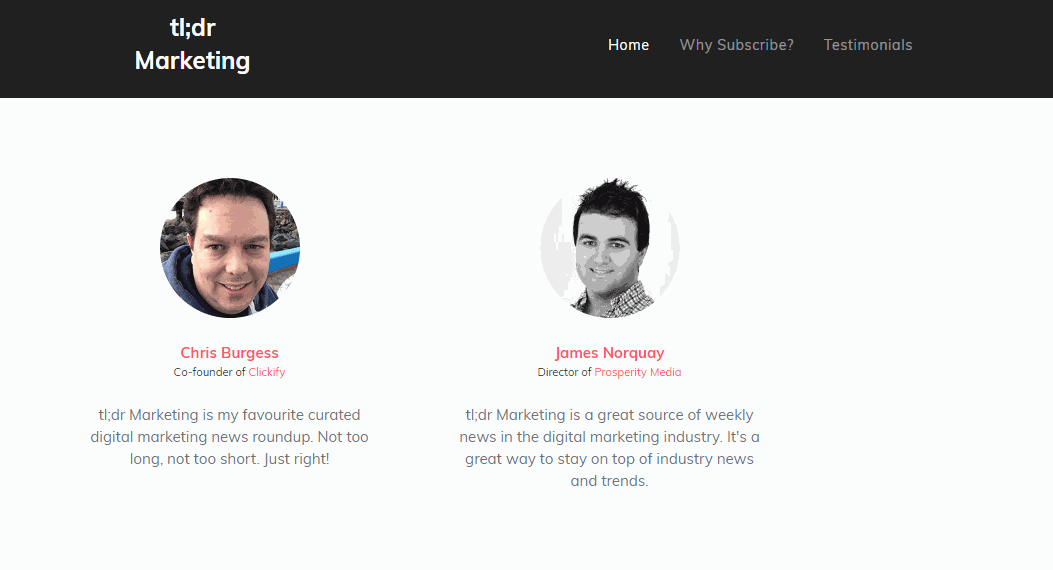 tl;dr
Marketing
Home Why Subscribe? Testimonials
Chris Burgess
Co-founder of Clickify
tl;dr Marketing is my favourite curated
digital marketing news roundup. Not too
long, not too short. Just right!
James Norquay
Director of Prosperity Media
tl;dr Marketing is a great source of weekly
news in the digital marketing industry. It's a
great way to stay on top of industry news
and trends.